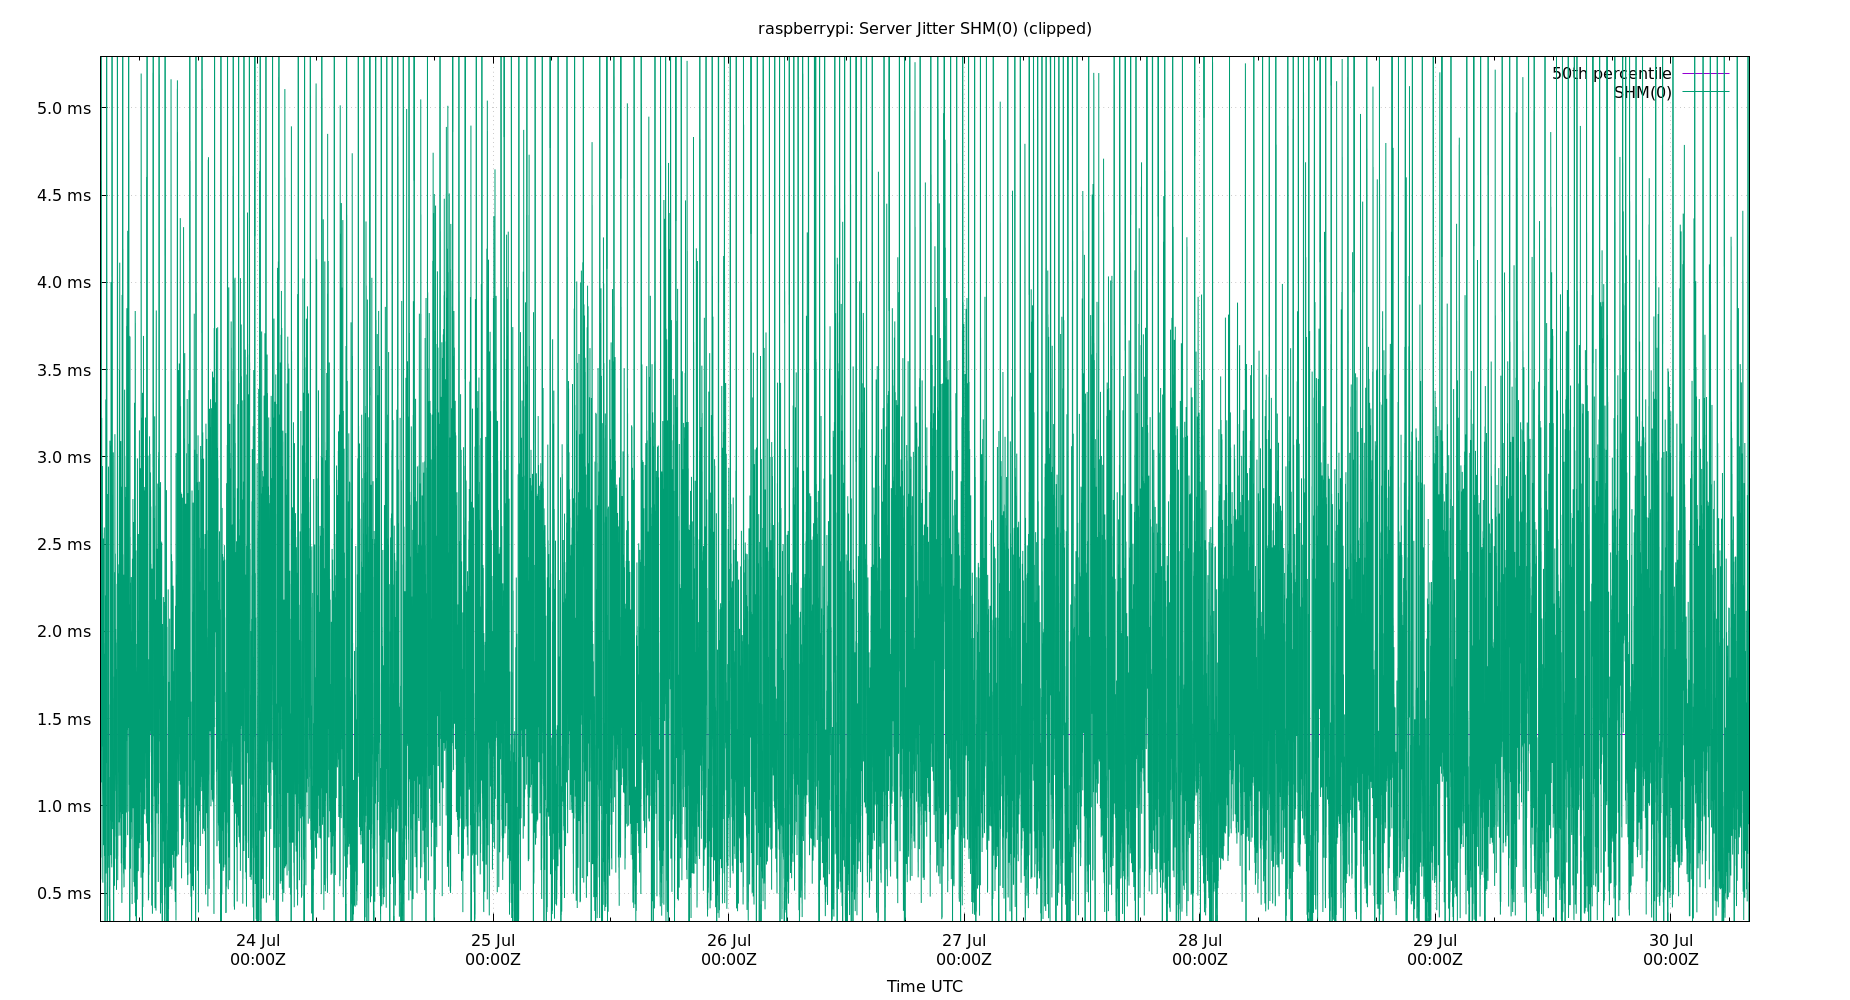 raspberrypi: Server Jitter SHM(0) (clipped)
50th percentile
SHM(0)
5.0 ms
4.5 ms
4.0 ms
3.5 ms
3.0 ms
2.5 ms
2.0 ms
1.5 ms
1.0 ms
0.5 ms
24 Jul 25 Jul 26 Jul 27 Jul 28 Jul 29 Jul 30 Jul
00:00Z 00:00Z 00:00Z 00:00Z 00:00Z 00:00Z 00:00Z
Time UTC